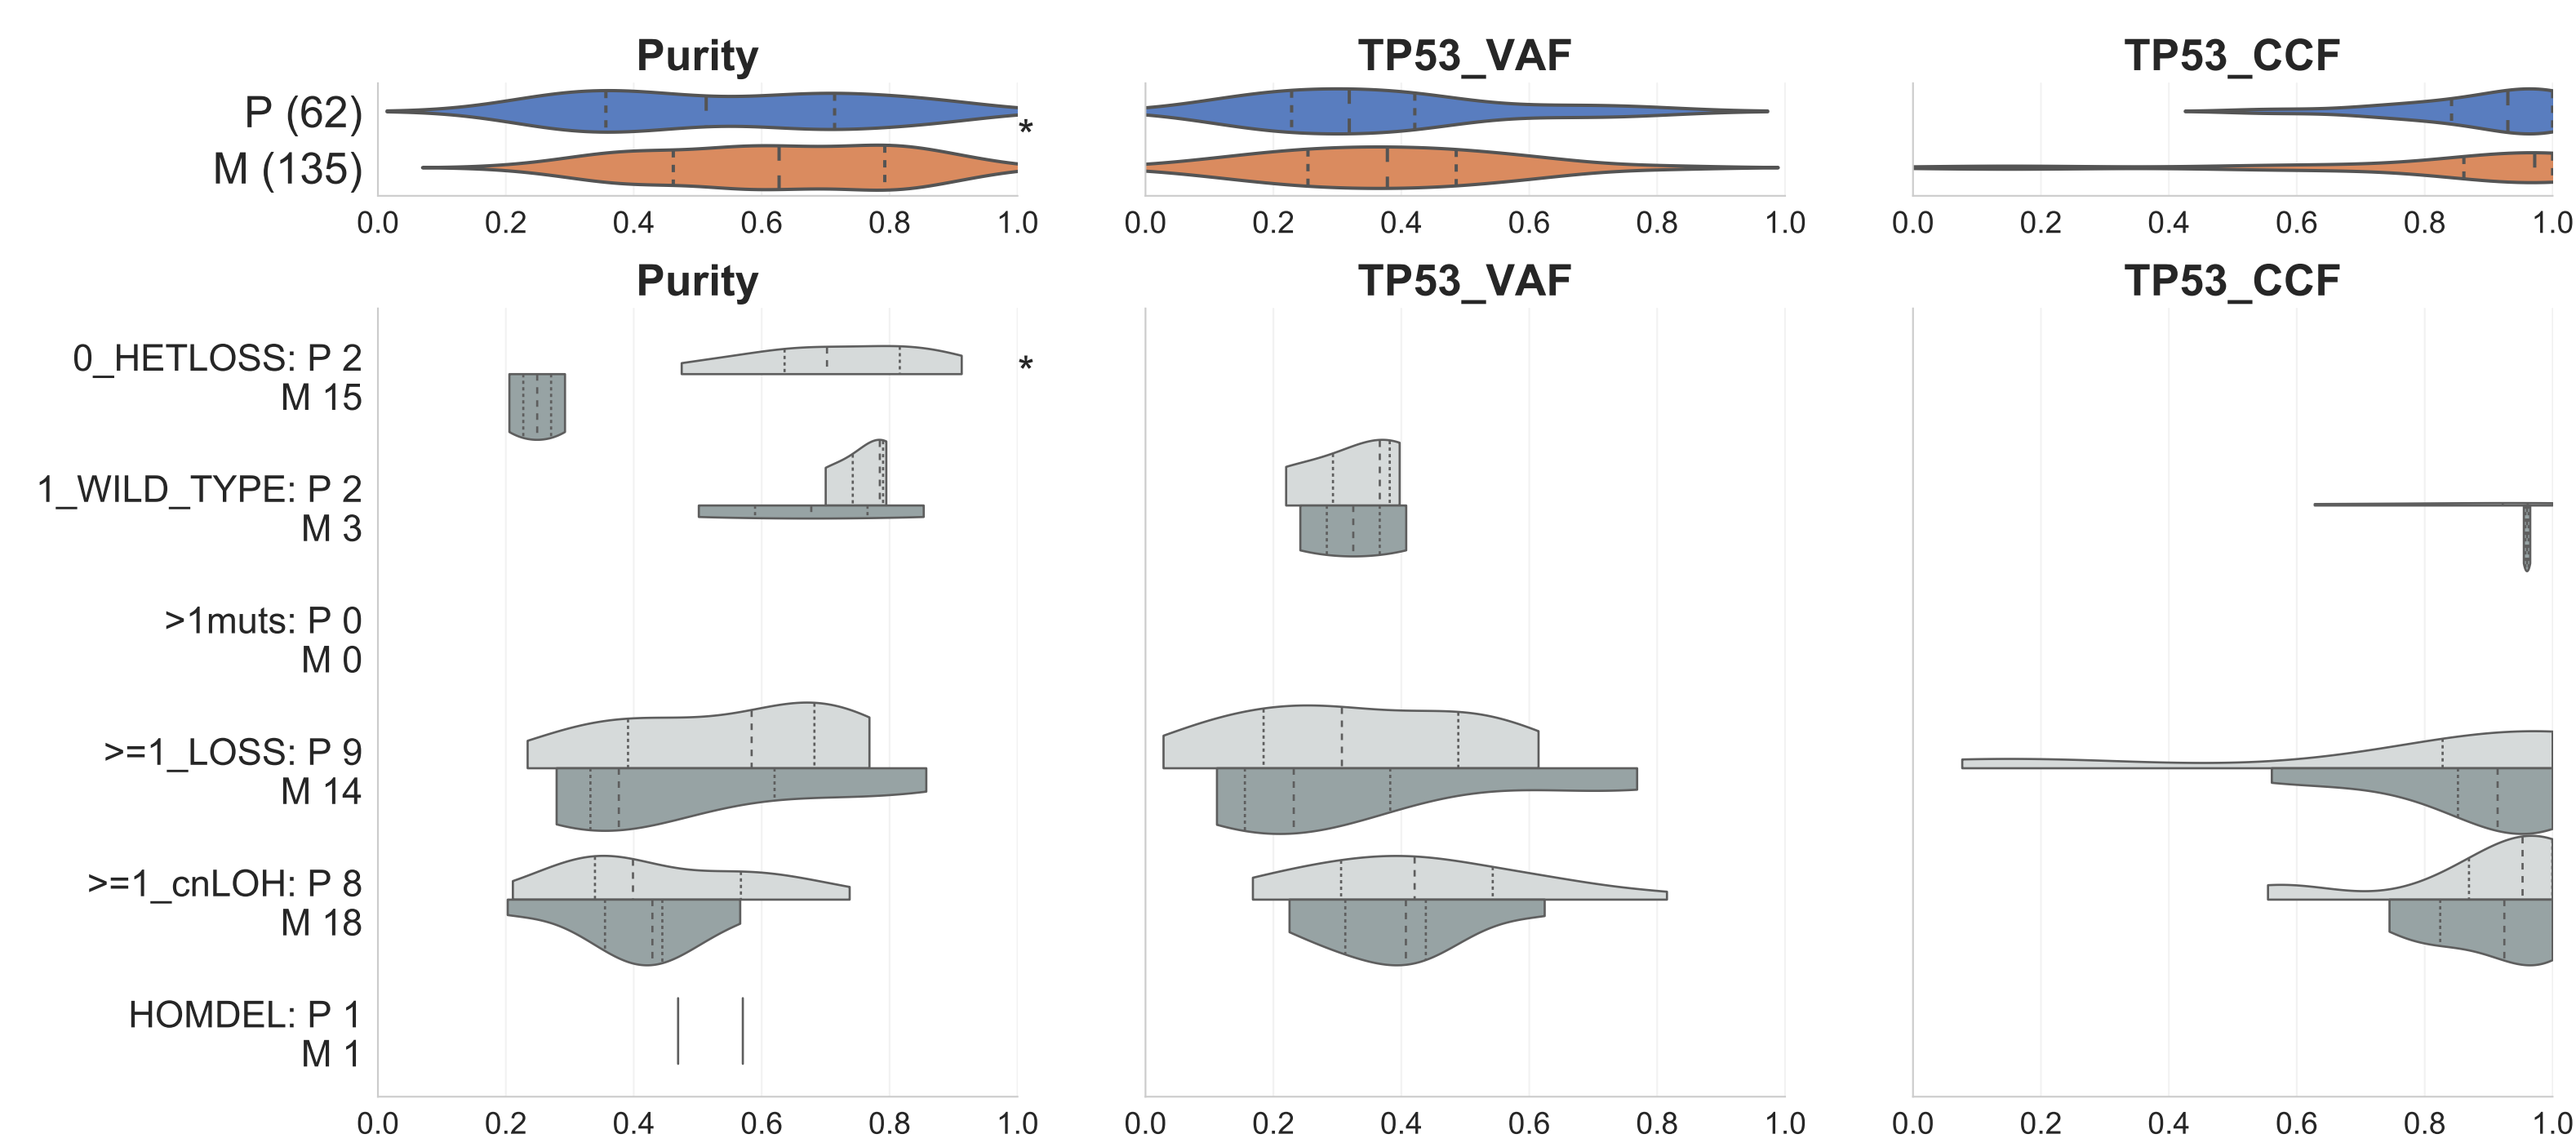 Purity TP53_VAF TP53_CCF
P (62)
*
M (135)
0.0 0.2 0.4 0.6 0.8 1.0 0.0 0.2 0.4 0.6 0.8 1.0 0.0 0.2 0.4 0.6 0.8 1.0
Purity TP53_VAF TP53_CCF
0_HETLOSS: P 2 *
M 15
1_WILD_TYPE: P 2
M 3
>1muts: P 0
M 0
>=1_LOSS: P 9
M 14
>=1_cnLOH: P 8
M 18
HOMDEL: P 1
M 1
0.0 0.2 0.4 0.6 0.8 1.0 0.0 0.2 0.4 0.6 0.8 1.0 0.0 0.2 0.4 0.6 0.8 1.0